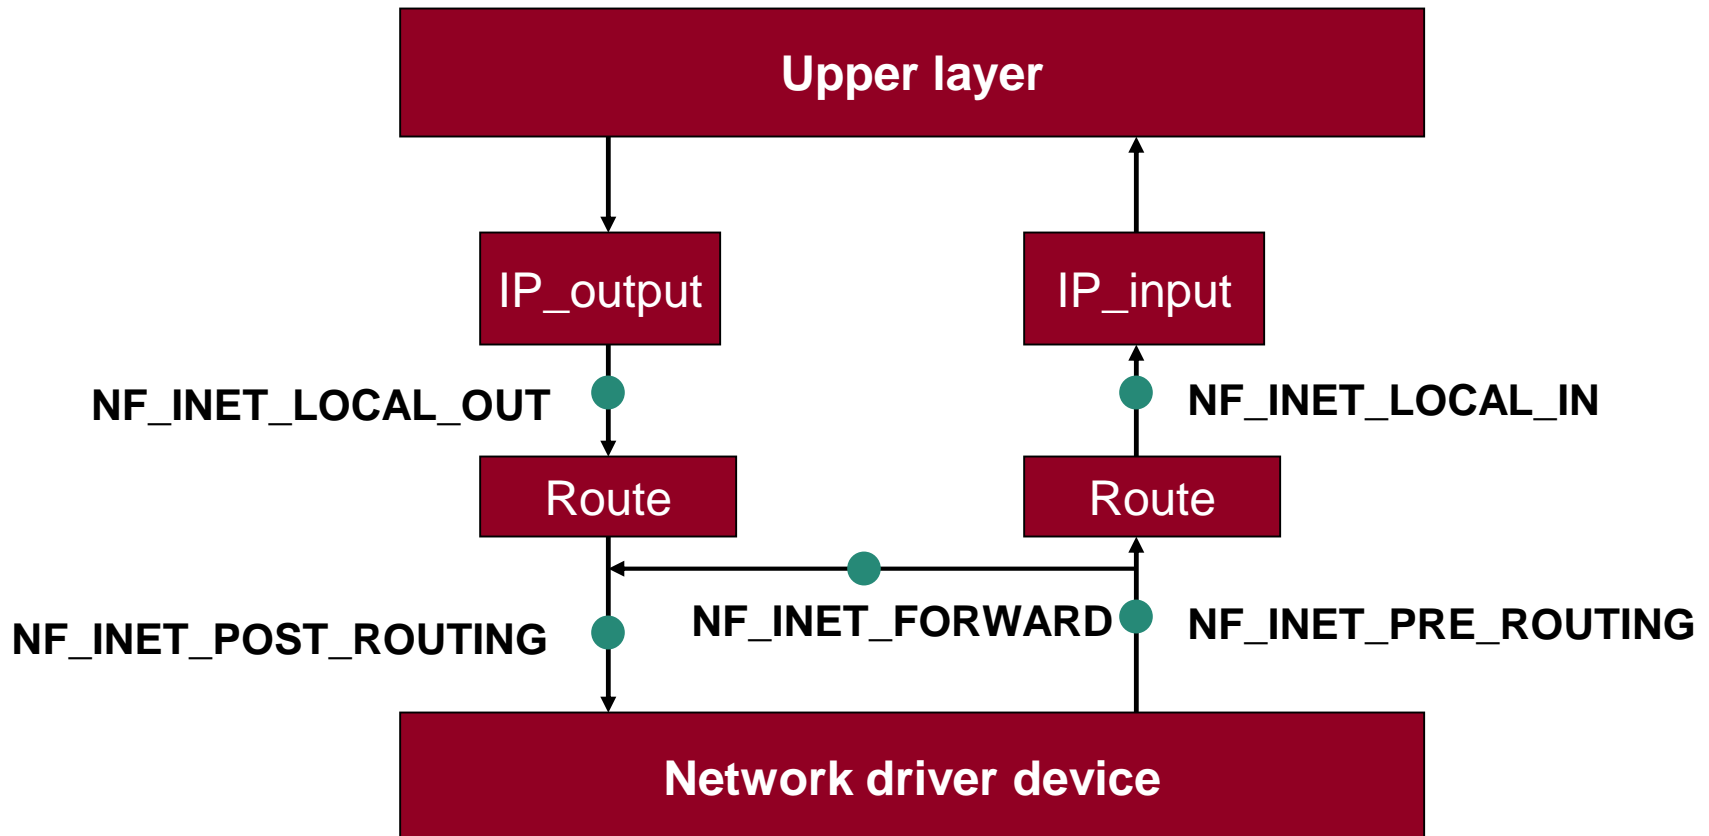 Upper layer
IP_output
IP_input
NF_INET_LOCAL_OUT
NF_INET_LOCAL_IN
Route
Route
NF_INET_POST_ROUTING
NF_INET_FORWARD
NF_INET_PRE_ROUTING
Network driver device